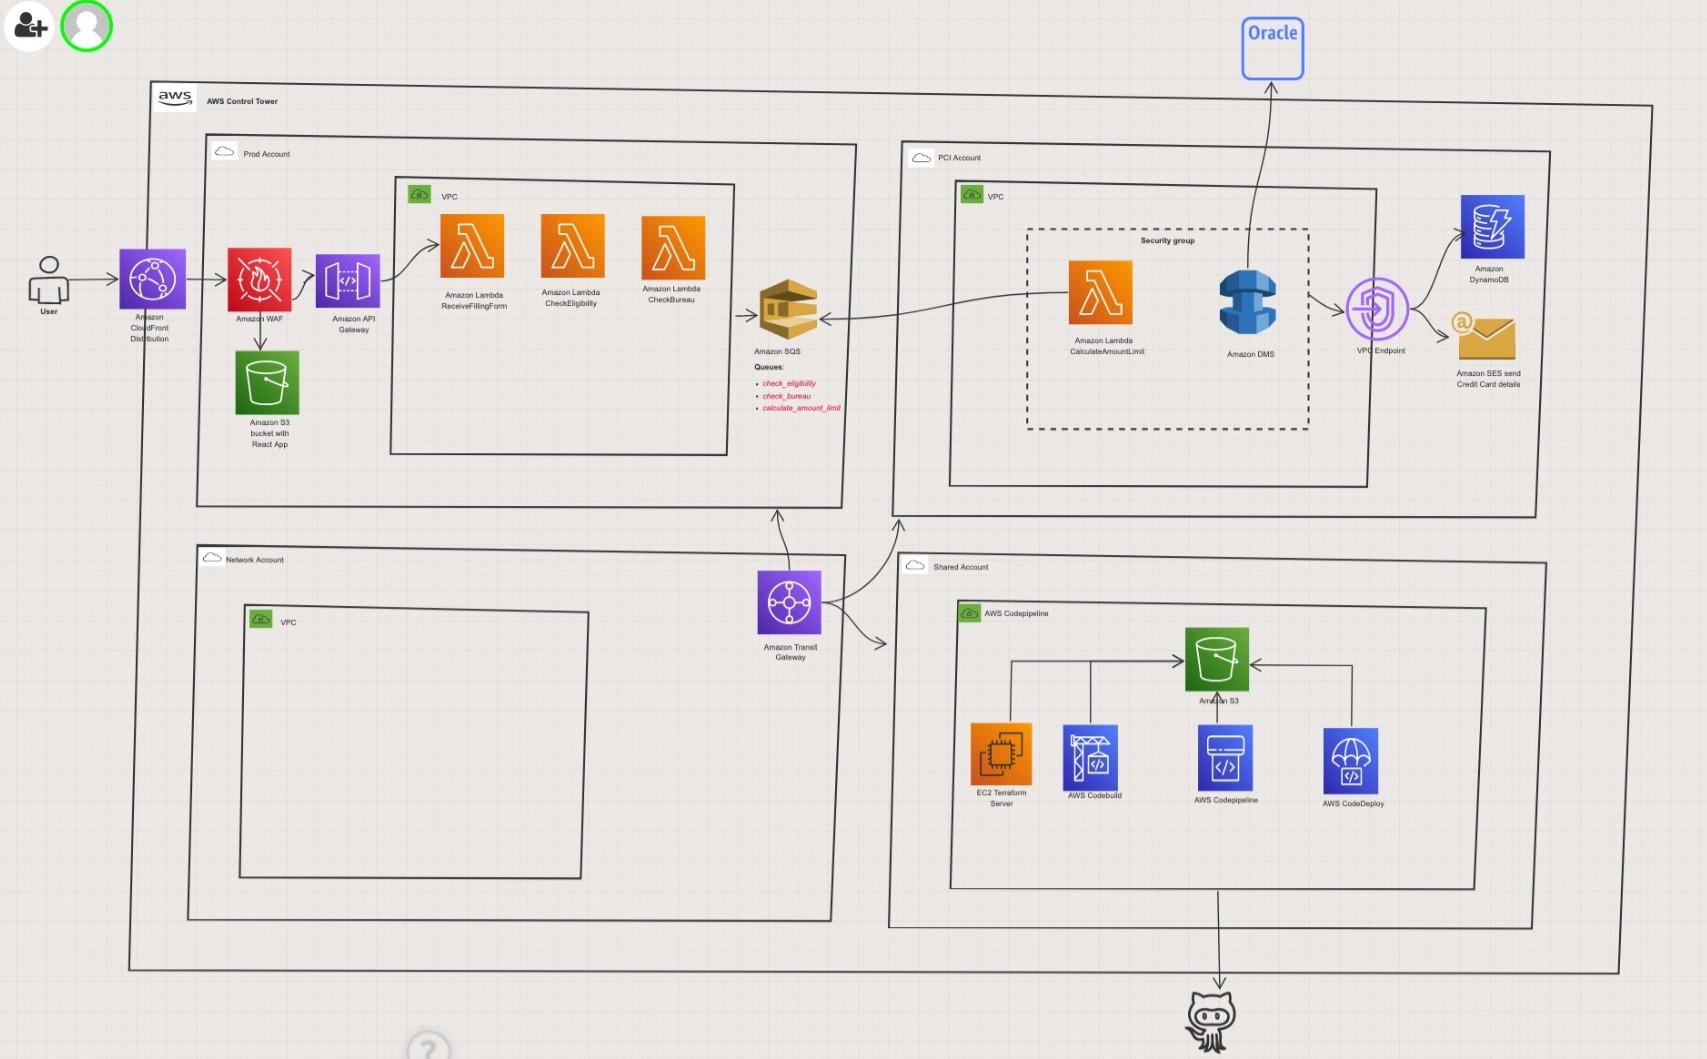 Oracle
aws
AWS Control Tower
Prod Account
VPC
User
Amazon
CloudFront
Distribution
Amazon WAF
Amazon API
Gateway
Amazon S3
bucket with
React App
Amazon Lambda
ReceiveFillingForm
Amazon Lambda
CheckEligibility
Amazon Lambda
CheckBureau
Amazon SQS
Queues:
• check_eligibility
• check_bureau
• calculate_amount_limit
PCI Account
VPC
Security group
Amazon Lambda
CalculateAmountLimit
Amazon DMS
VPC Endpoint
Amazon
DynamoDB
@
Amazon SES send
Credit Card details
Network Account
VPC
Amazon Transit
Gateway
Shared Account
AWS Codepipeline
Amazon S3
EC2 Terraform
Server
AWS Codebuild
AWS Codepipeline
AWS CodeDeploy
?